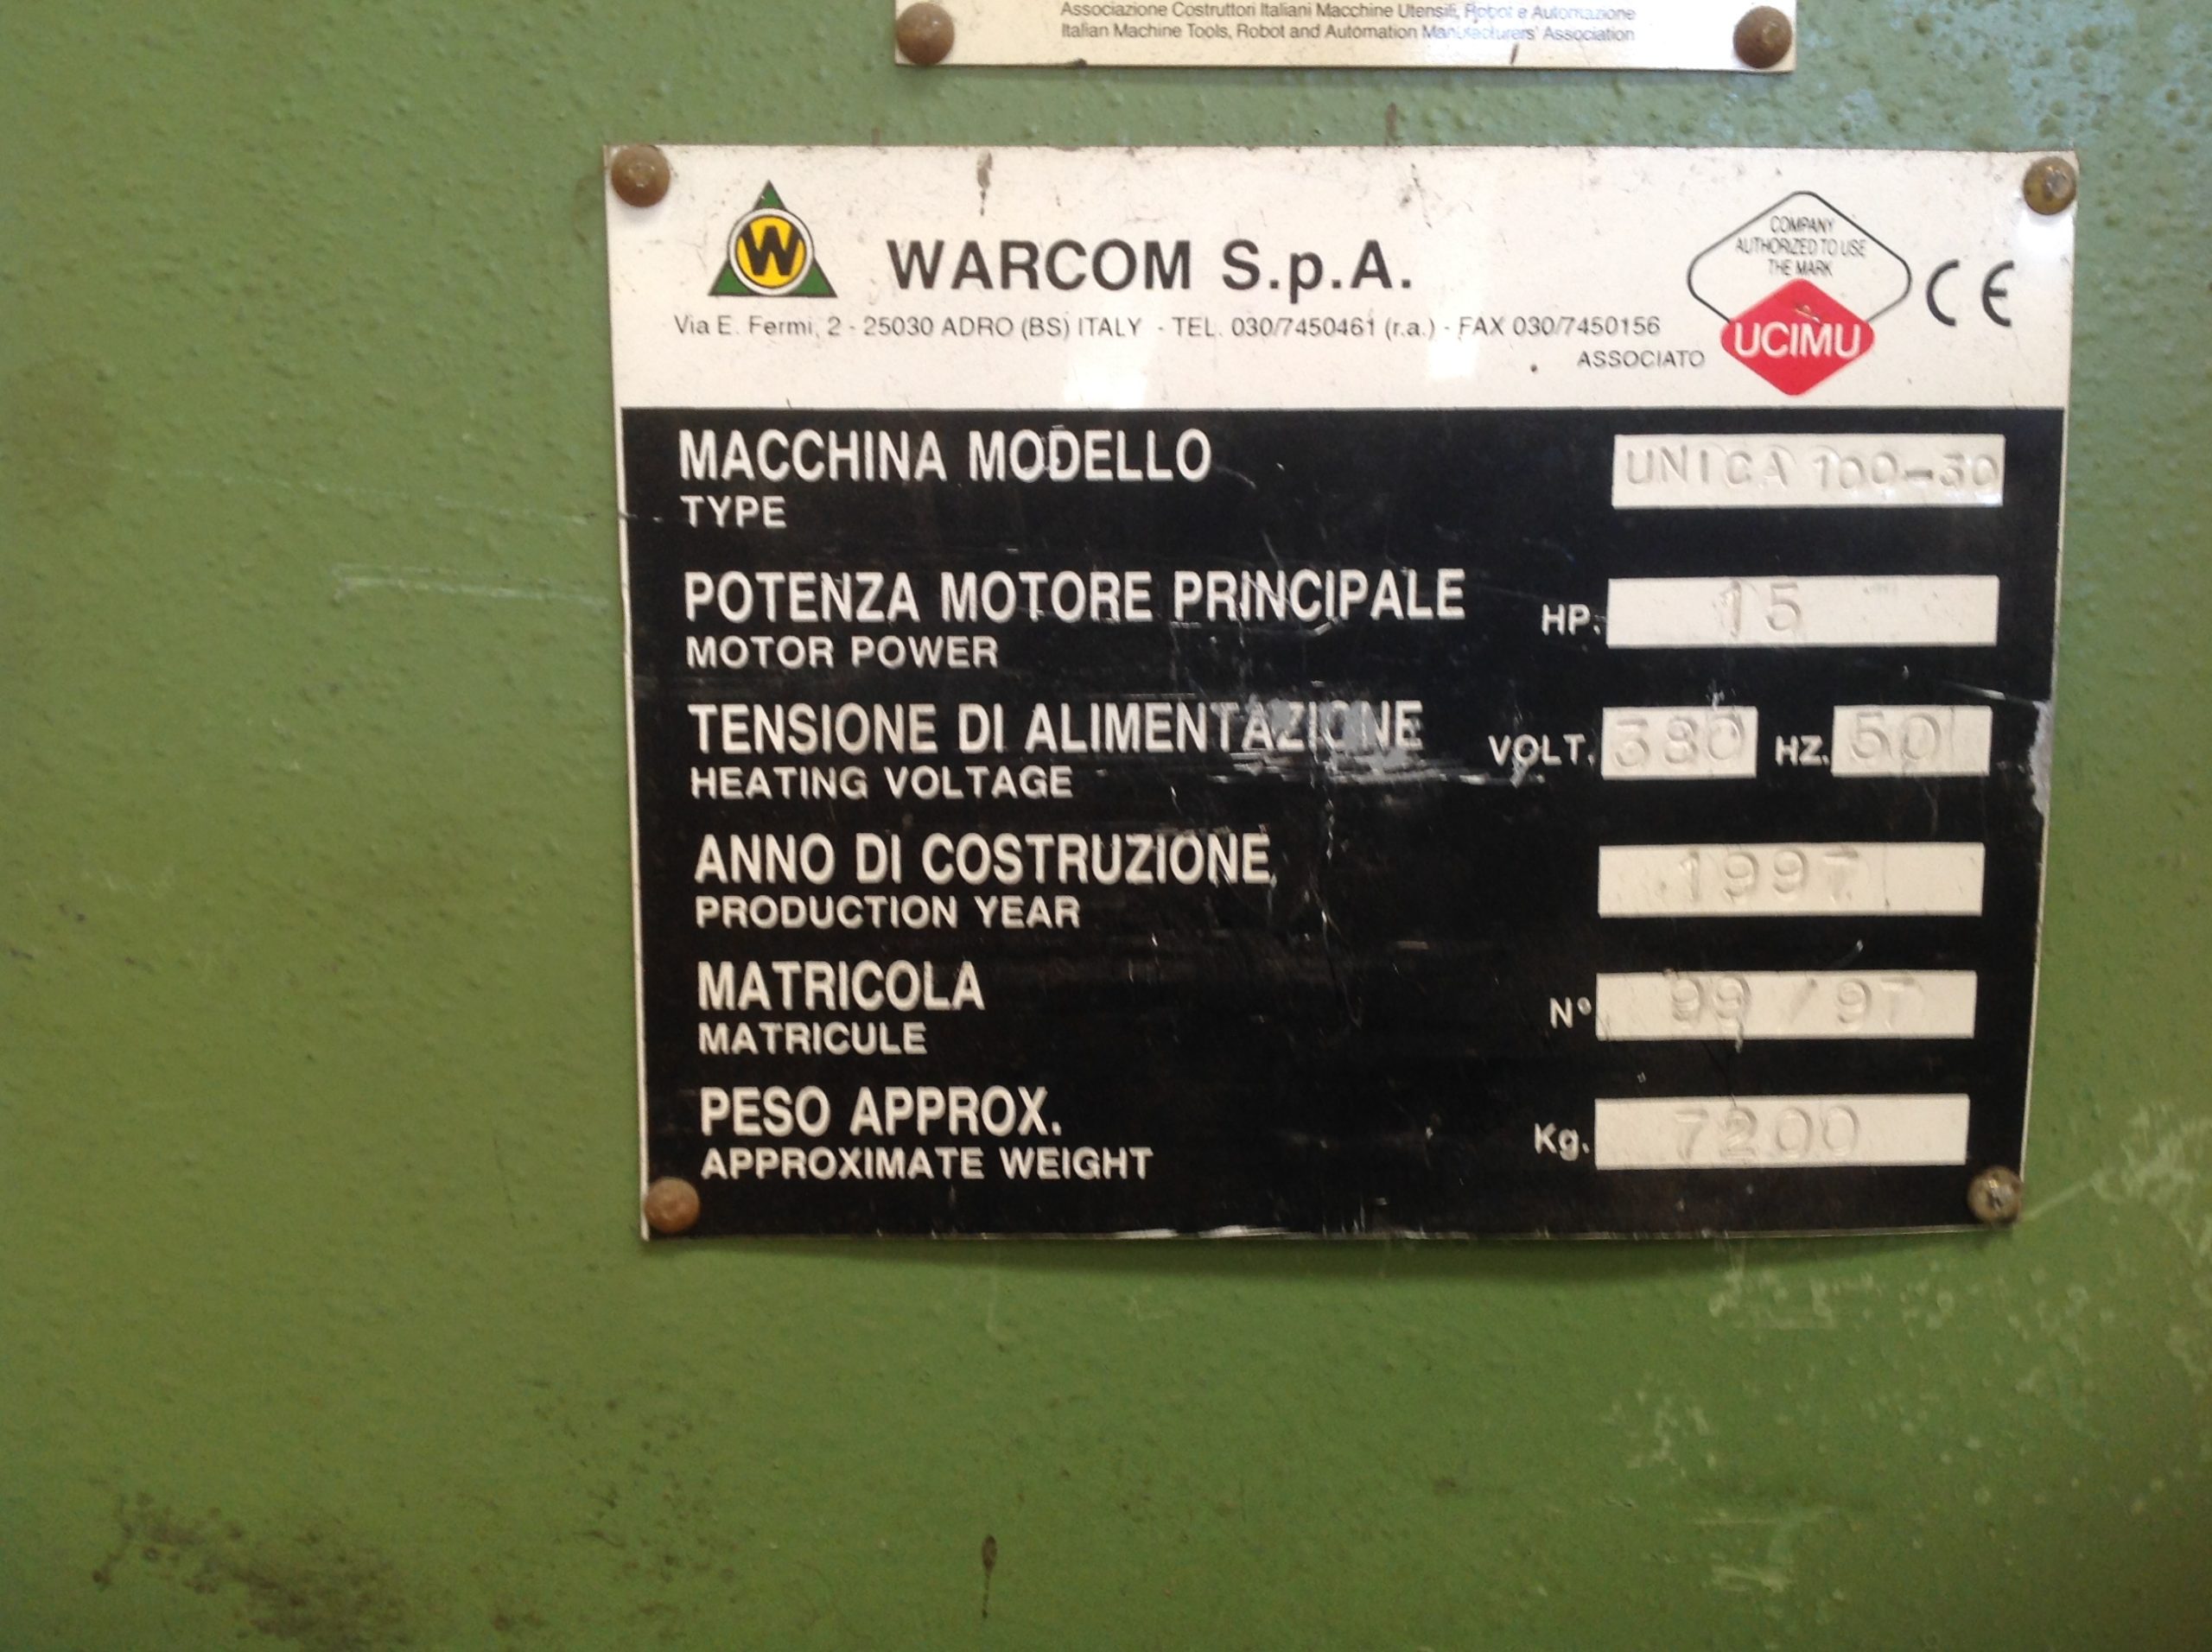 Associazione Costruttori Italiani Macchine Utensili, Robot e Automazione
Italian Machine Tools, Robot and Automation Manufacturers' Association
W
WARCOM S.p.A.
COMPANY
AUTHORIZED TO USE
THE MARK
UCIMU
CE
Via E. Fermi, 2 - 25030 ADRO (BS) ITALY - TEL. 030/7450461 (r.a.) - FAX 030/7450156
ASSOCIATO
MACCHINA MODELLO UNICA 100-30
TYPE
POTENZA MOTORE PRINCIPALE HP. 15
MOTOR POWER
TENSIONE DI ALIMENTAZIONE VOLT. 380 HZ. 50
HEATING VOLTAGE
ANNO DI COSTRUZIONE 1997
PRODUCTION YEAR
MATRICOLA N° 99 / 97
MATRICULE
PESO APPROX. Kg. 7200
APPROXIMATE WEIGHT